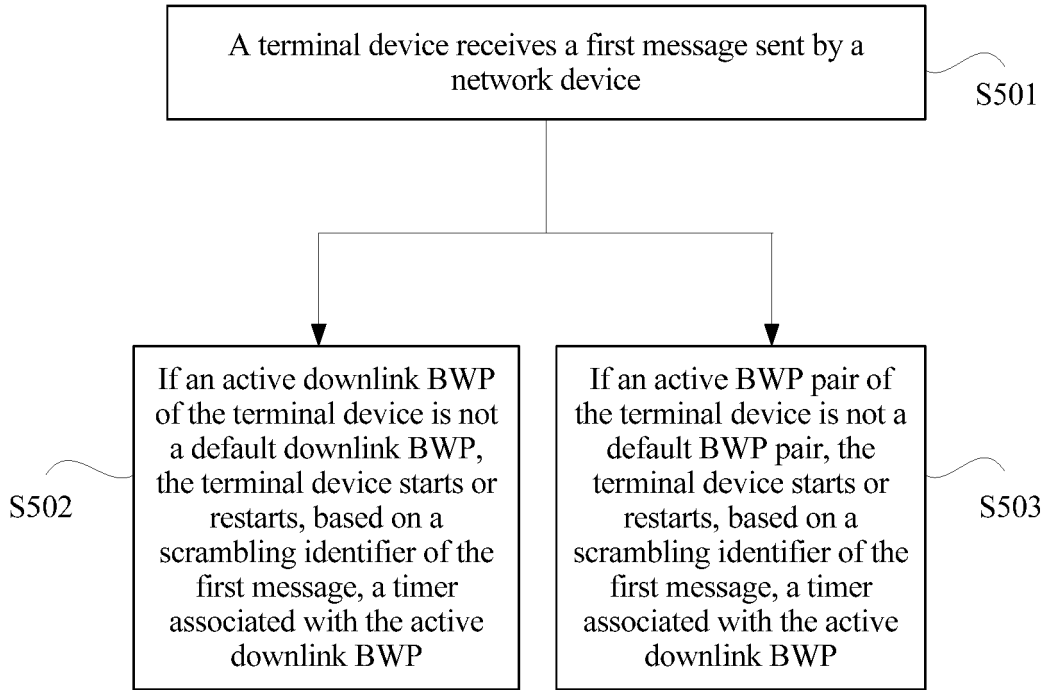 A terminal device receives a first message sent by a
network device
S501
If an active downlink BWP
of the terminal device is not
a default downlink BWP,
the terminal device starts or
restarts, based on a
scrambling identifier of the
first message, a timer
associated with the active
downlink BWP
S502
If an active BWP pair of
the terminal device is not a
default BWP pair, the
terminal device starts or
restarts, based on a
scrambling identifier of the
first message, a timer
associated with the active
downlink BWP
S503